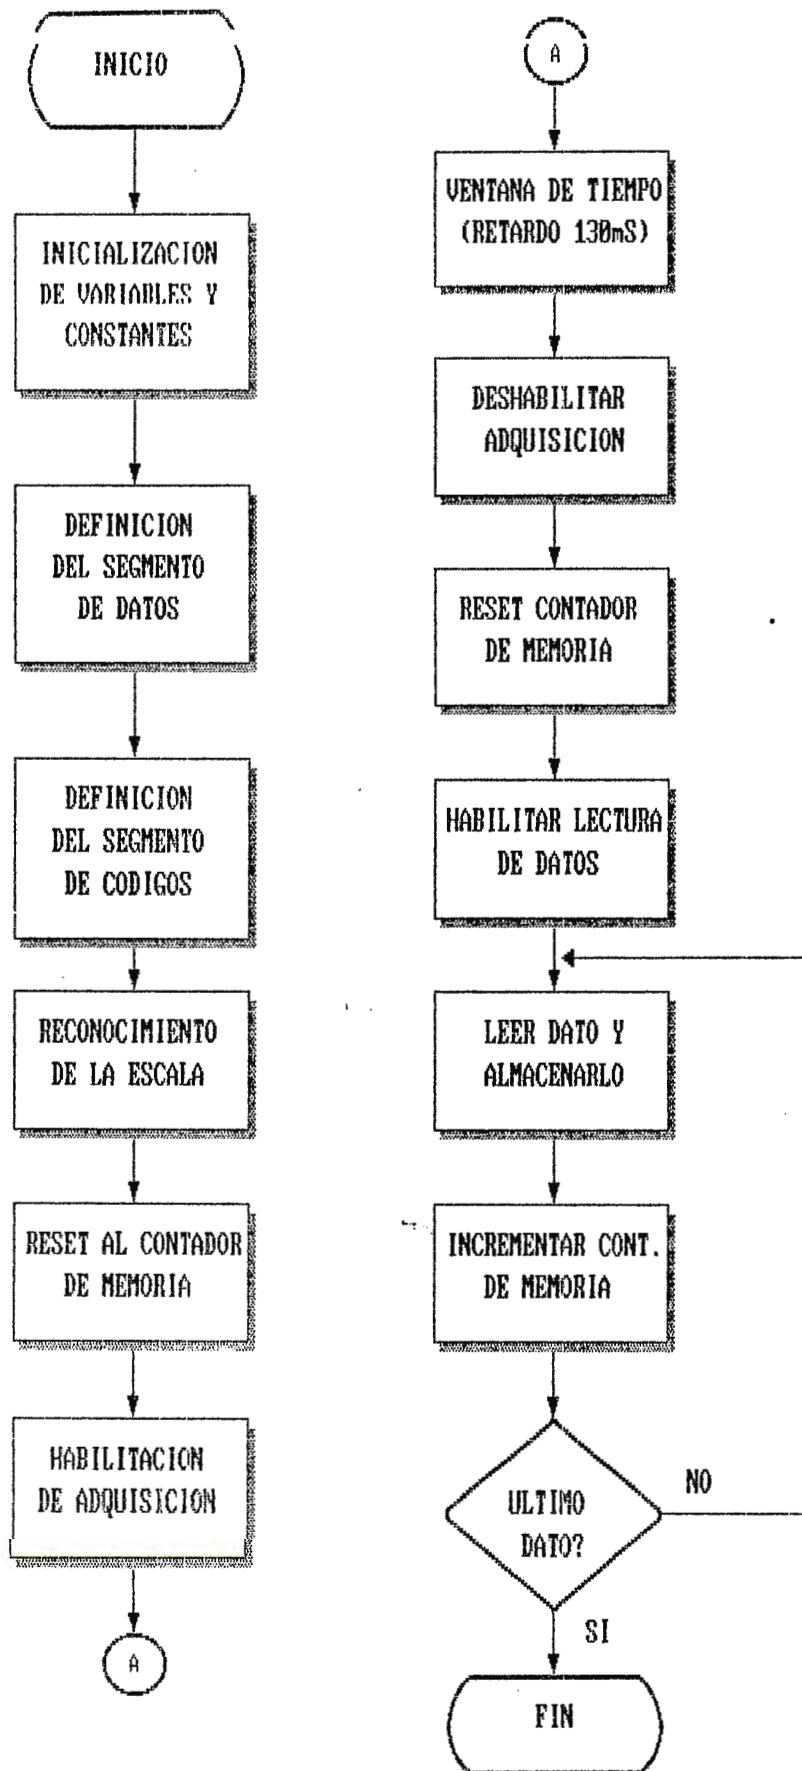 INICIO
INICIALIZACION
DE VARIABLES Y
CONSTANTES
DEFINICION
DEL SEGMENTO
DE DATOS
DEFINICION
DEL SEGMENTO
DE CODIGOS
RECONOCIMIENTO
DE LA ESCALA
RESET AL CONTADOR
DE MEMORIA
HABILITACION
DE ADQUISICION
A
A
VENTANA DE TIEMPO
(RETARDO 130mS)
DESHABILITAR
ADQUISICION
RESET CONTADOR
DE MEMORIA
HABILITAR LECTURA
DE DATOS
LEER DATO Y
ALMACENARLO
INCREMENTAR CONT.
DE MEMORIA
ULTIMO
DATO?
NO
SI
FIN